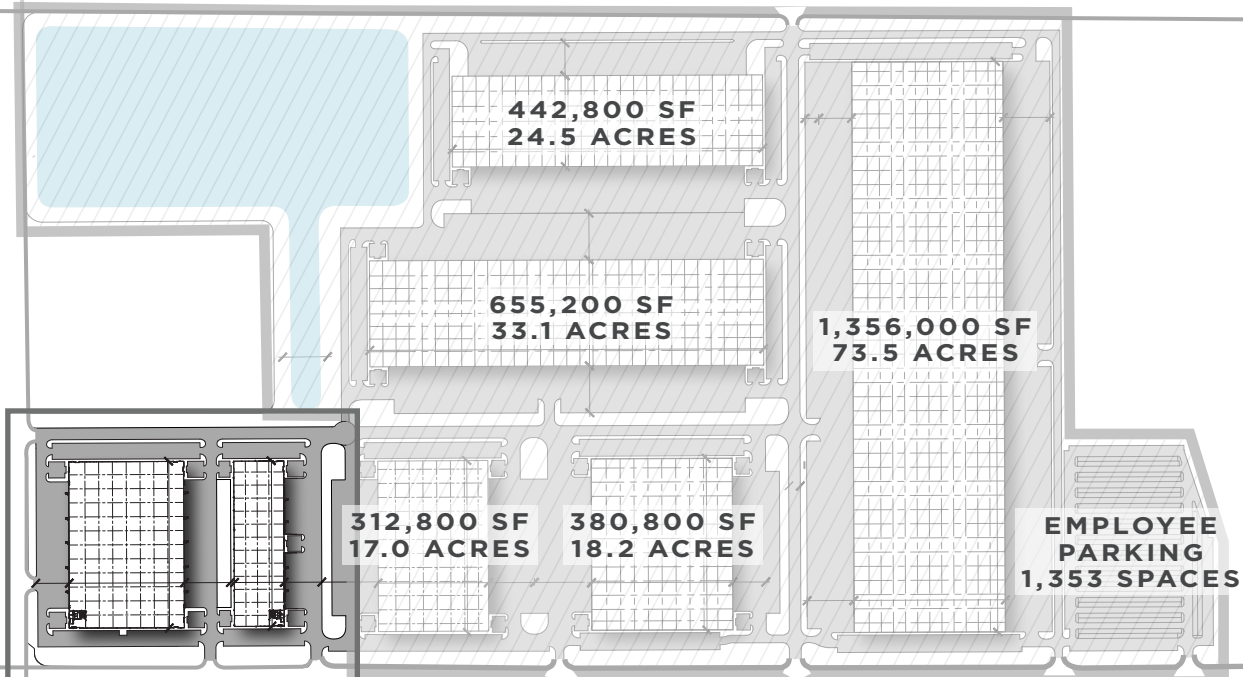 442,800 SF
24.5 ACRES
655,200 SF
33.1 ACRES
1,356,000 SF
73.5 ACRES
312,800 SF
17.0 ACRES
380,800 SF
18.2 ACRES
EMPLOYEE
PARKING
1,353 SPACES